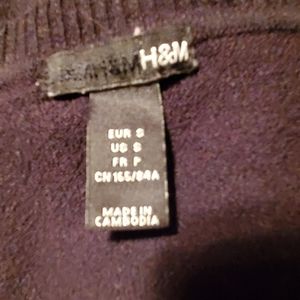 H&M
EUR S
US S
FR P
CN 165/84A
MADE IN
CAMBODIA